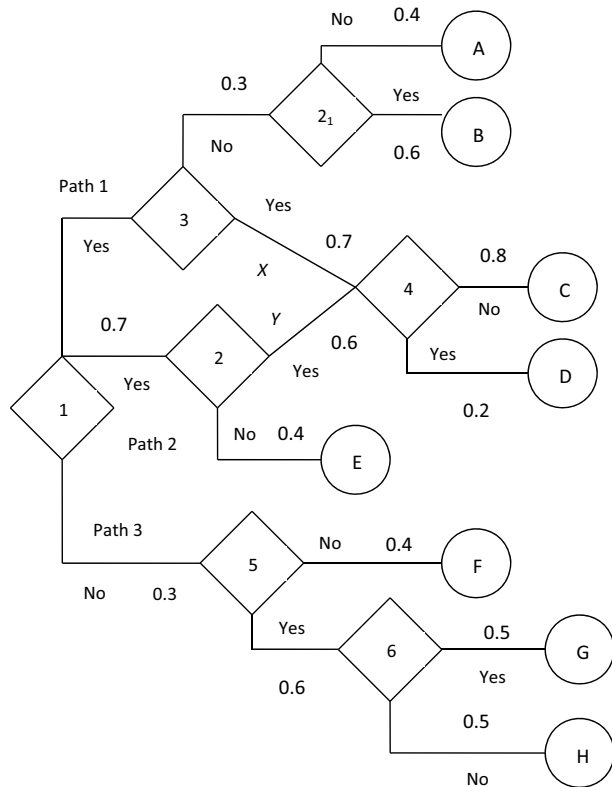 No 0.4
A
0.3
2₁
Yes
B
No
0.6
Path 1
3
Yes
Yes
0.7
X
0.8
4
C
Y
No
0.7
2
0.6
Yes
Yes
Yes
D
1
0.2
Path 2
No 0.4
E
Path 3
No 0.4
5
F
No 0.3
Yes
6
0.5
G
0.6
Yes
0.5
H
No